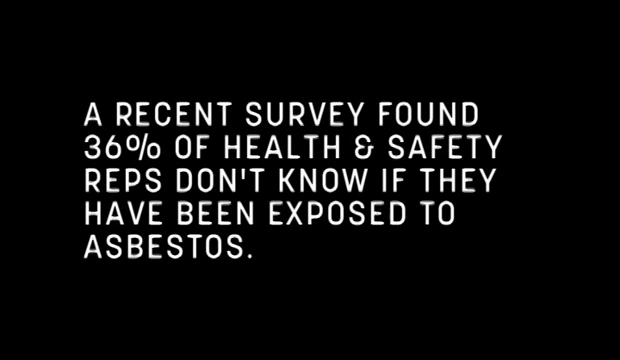 A RECENT SURVEY FOUND
36% OF HEALTH & SAFETY
REPS DON'T KNOW IF THEY
HAVE BEEN EXPOSED TO
ASBESTOS.